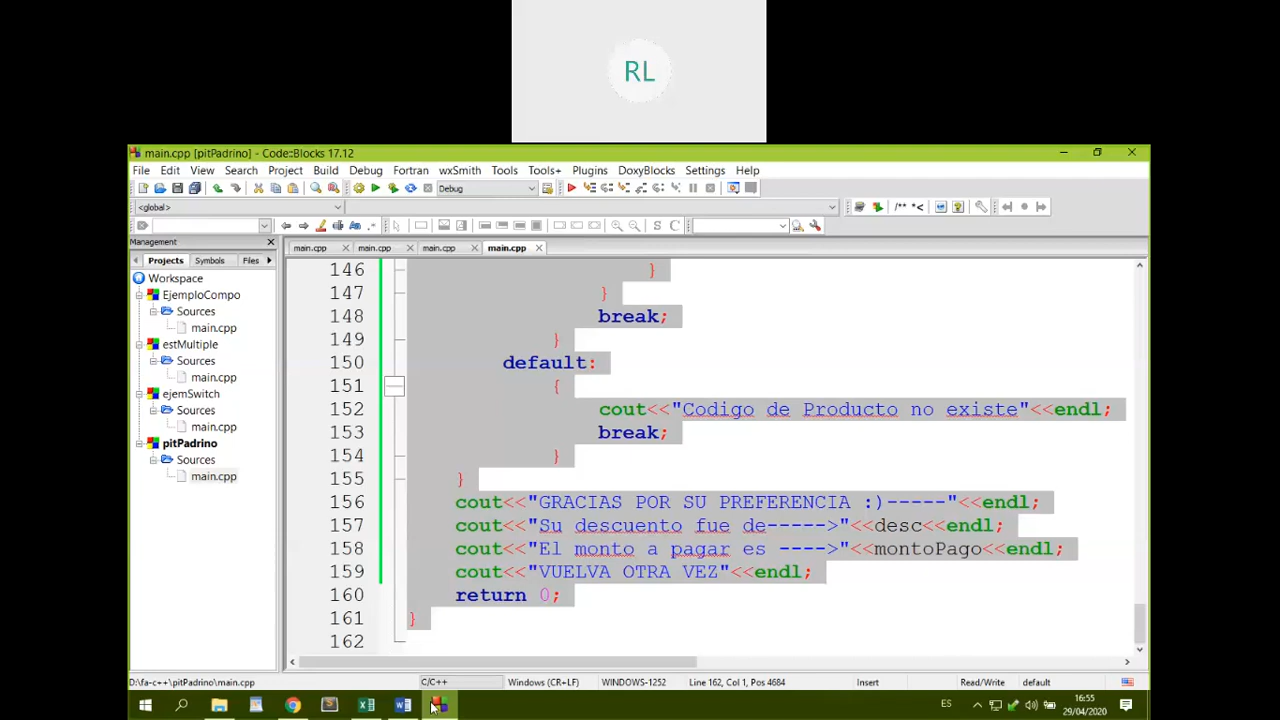 RL
main.cpp [pitPadrino] - Code::Blocks 17.12
File Edit View Search Project Build Debug Fortran wxSmith Tools Tools+ Plugins DoxyBlocks Settings Help
Debug
<global>
/** *<
Management
Projects Symbols Files
main.cpp main.cpp main.cpp main.cpp
Workspace
EjemploCompo
Sources
main.cpp
estMultiple
Sources
main.cpp
ejemSwitch
Sources
main.cpp
pitPadrino
Sources
main.cpp
146 }
147 }
148 break;
149 }
150 default:
151 {
152 cout<<"Codigo de Producto no existe"<<endl;
153 break;
154 }
155 }
156 cout<<"GRACIAS POR SU PREFERENCIA :)-----"<<endl;
157 cout<<"Su descuento fue de----->"<<desc<<endl;
158 cout<<"El monto a pagar es ---->"<<montoPago<<endl;
159 cout<<"VUELVA OTRA VEZ"<<endl;
160 return 0;
161 }
162
D:\fa-c++\pitPadrino\main.cpp C/C++ Windows (CR+LF) WINDOWS-1252 Line 162, Col 1, Pos 4684 Insert Read/Write default
ES 16:55
29/04/2020